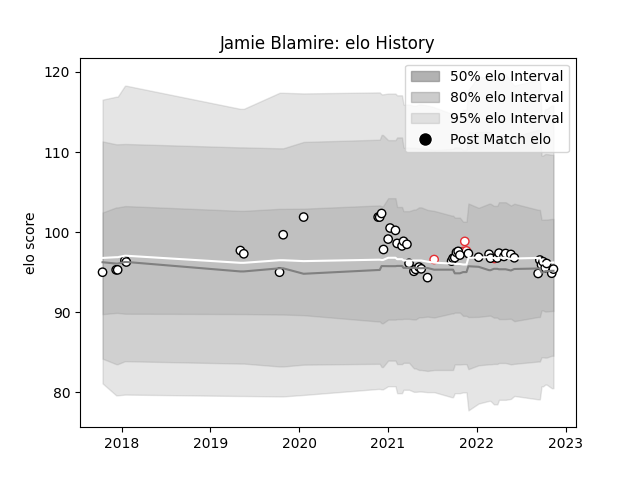 Jamie Blamire: elo History
120
110
100
90
80
elo score
50% elo Interval
80% elo Interval
95% elo Interval
Post Match elo
2018
2019
2020
2021
2022
2023